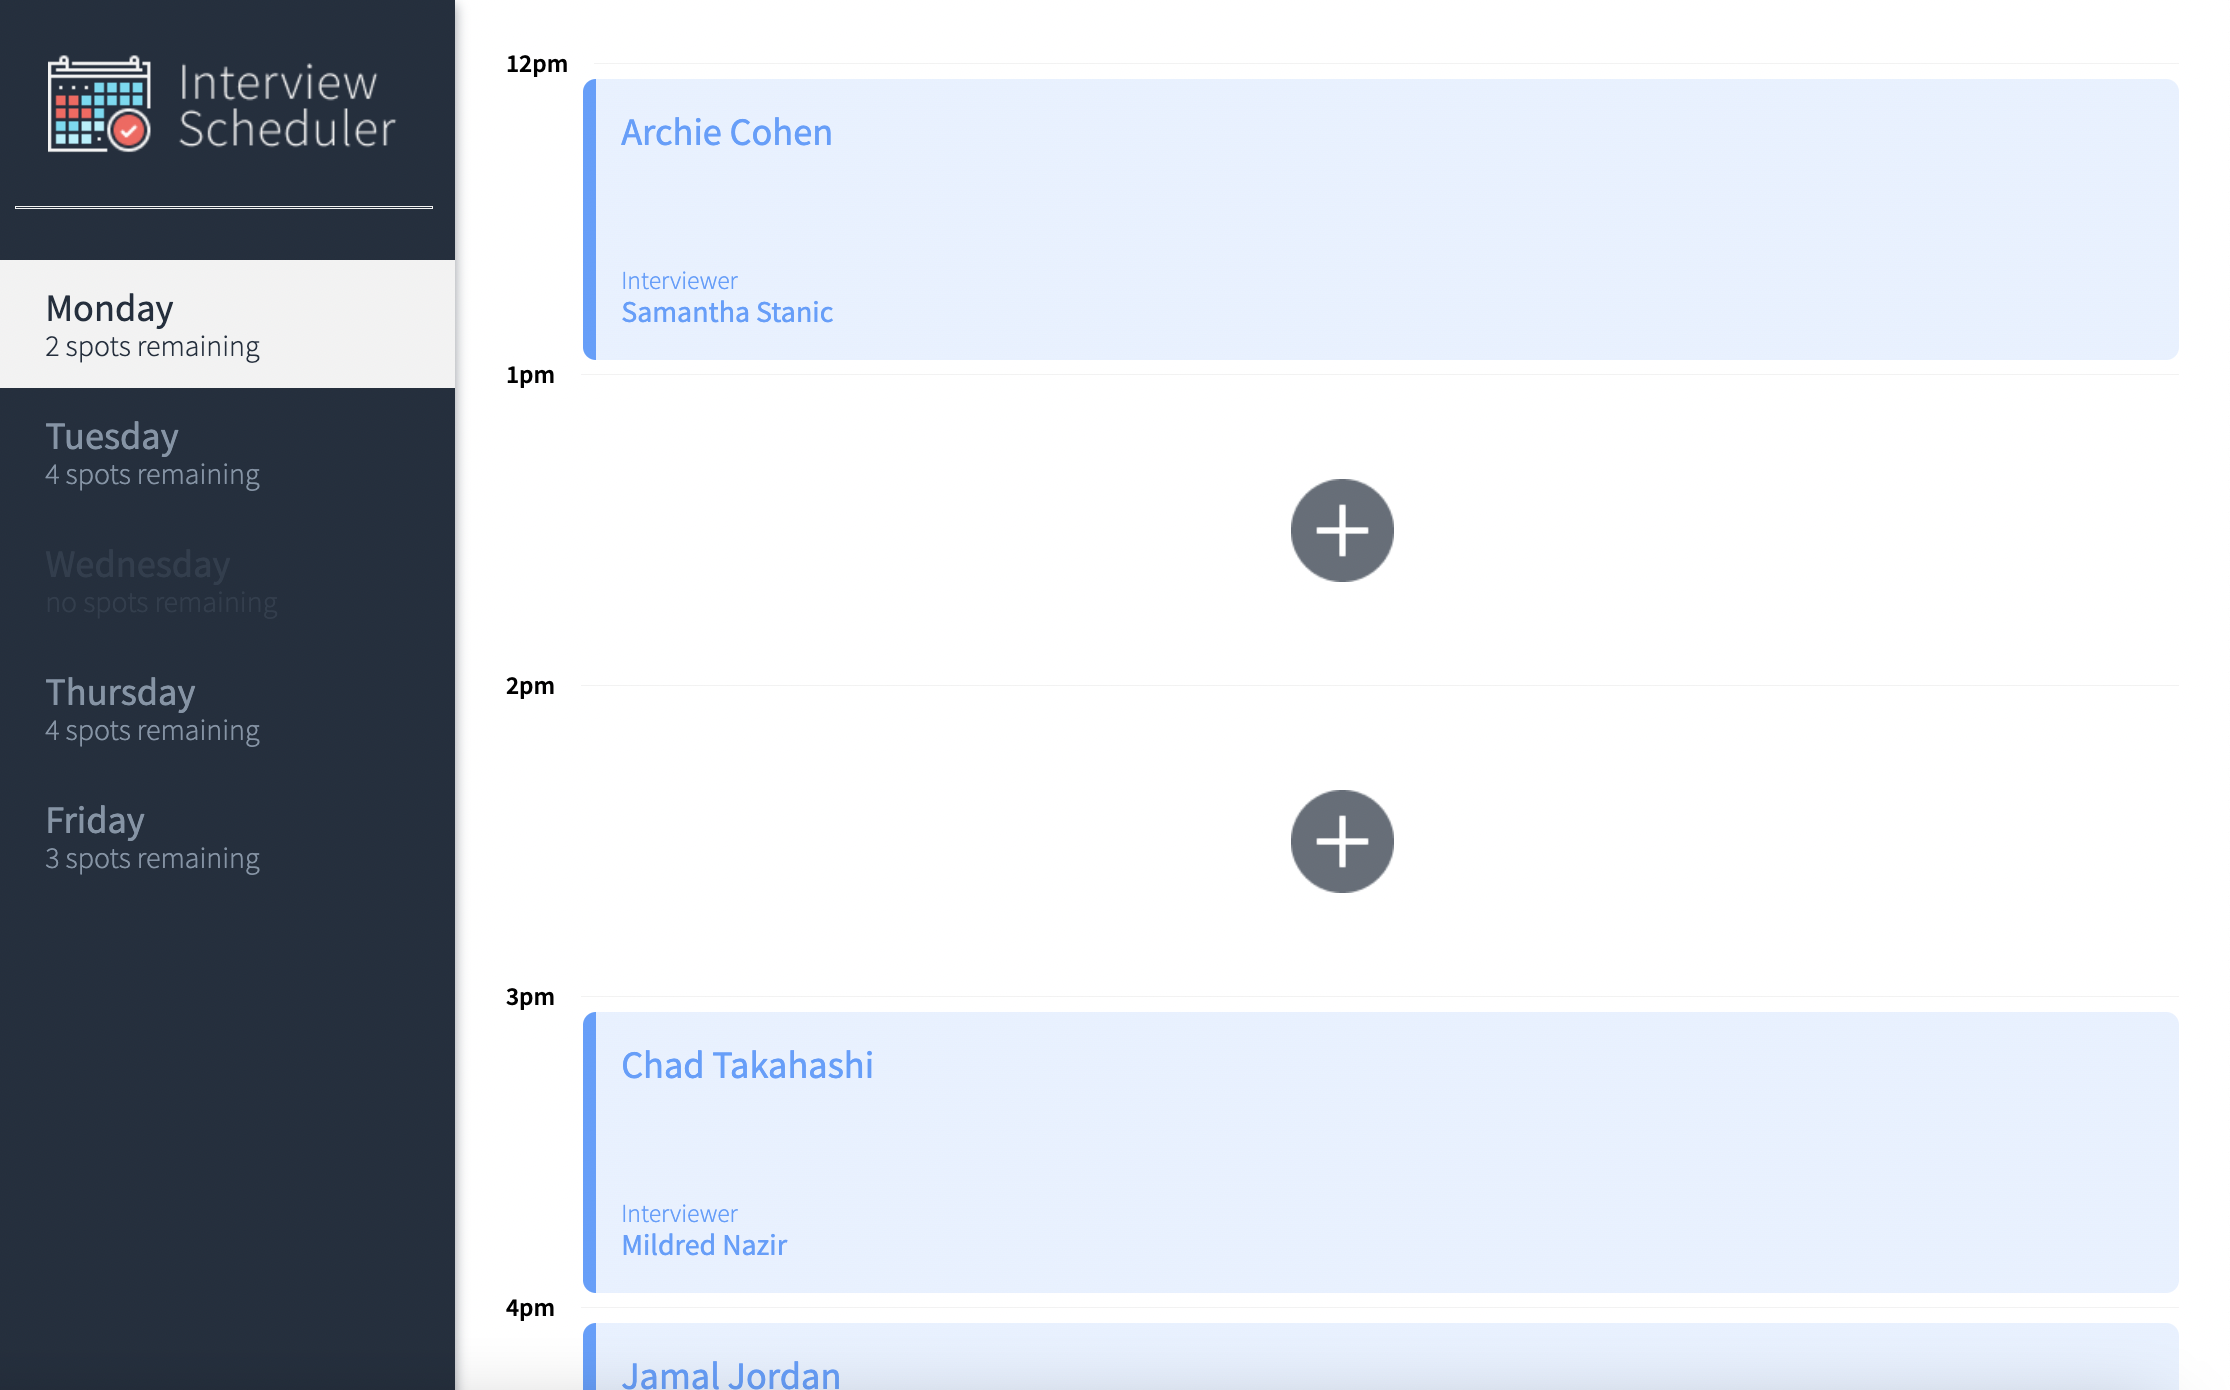 Interview
Scheduler
Monday
2 spots remaining
Tuesday
4 spots remaining
Wednesday
no spots remaining
Thursday
4 spots remaining
Friday
3 spots remaining
12pm
Archie Cohen
Interviewer
Samantha Stanic
1pm
2pm
3pm
Chad Takahashi
Interviewer
Mildred Nazir
4pm
Jamal Jordan